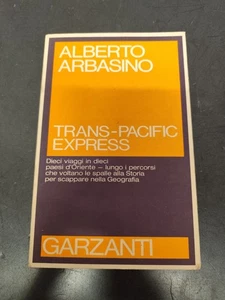 ALBERTO
ARBASINO
TRANS-PACIFIC
EXPRESS
Dieci viaggi in dieci
paesi d'Oriente – lungo i percorsi
che voltano le spalle alla Storia
per scappare nella Geografia
GARZANTI